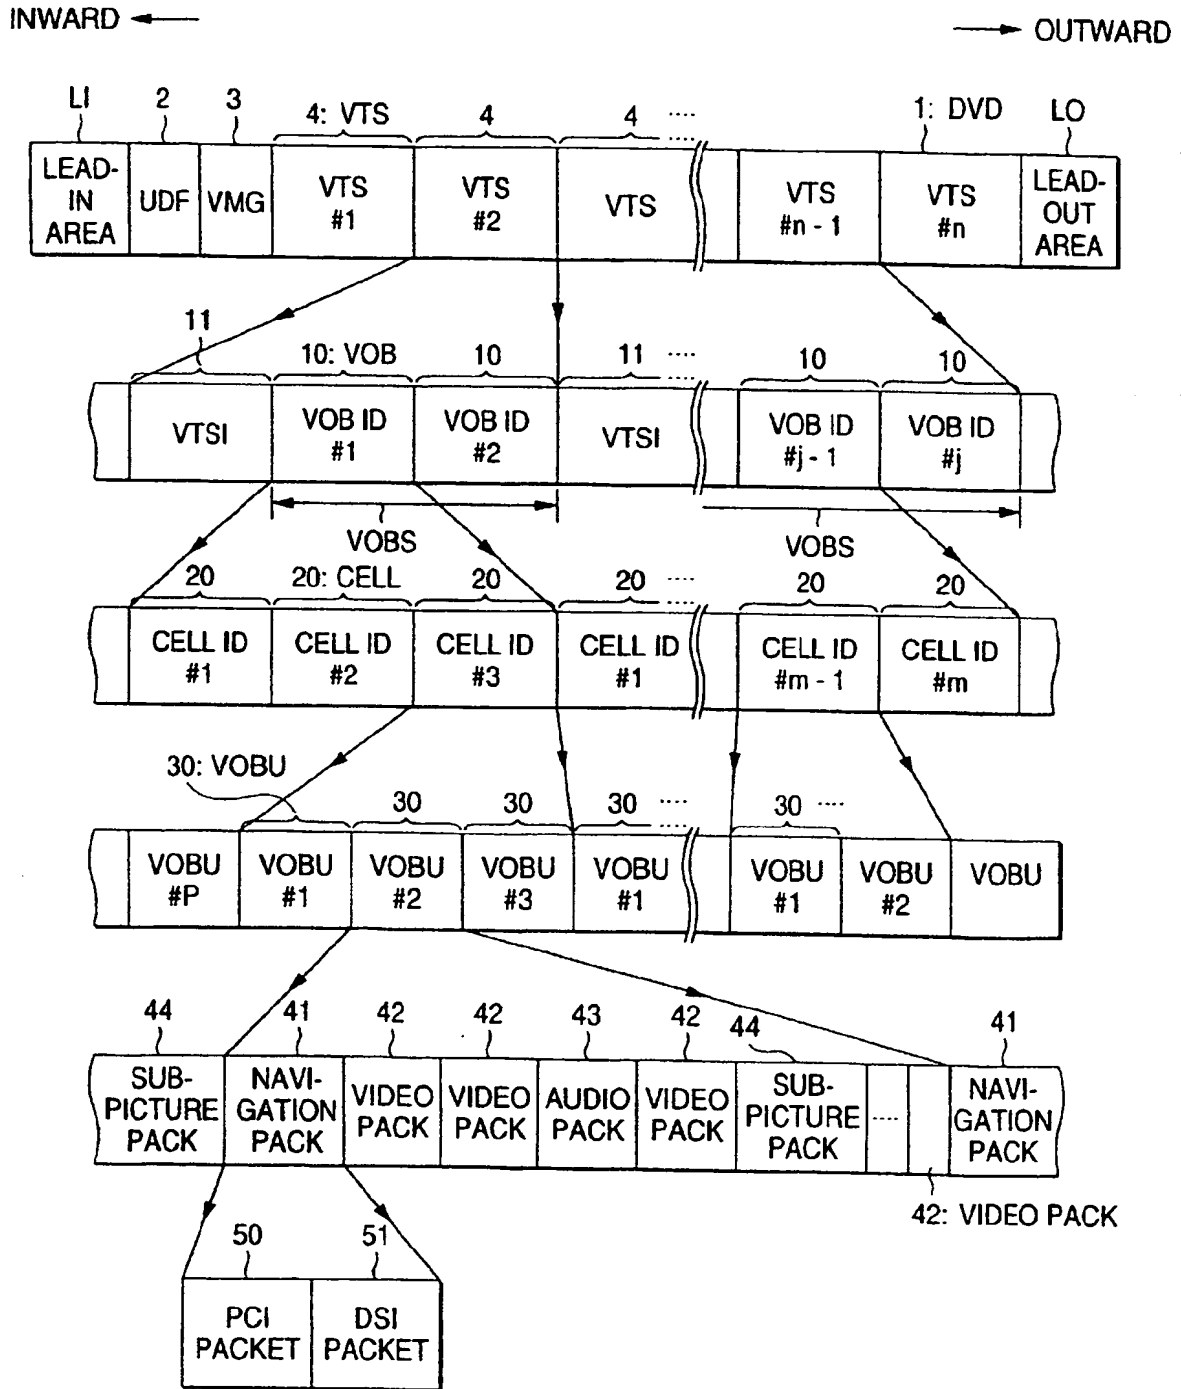 INWARD
OUTWARD
LI 2 3 4: VTS 4 4 ..... 1: DVD LO
LEAD-IN AREA UDF VMG VTS #1 VTS #2 VTS VTS #n - 1 VTS #n LEAD-OUT AREA
11 10: VOB 10 11 ..... 10 10
VTSI VOB ID #1 VOB ID #2 VTSI VOB ID #j - 1 VOB ID #j
VOBS VOBS
20 20: CELL 20 20 ..... 20 20
CELL ID #1 CELL ID #2 CELL ID #3 CELL ID #1 CELL ID #m - 1 CELL ID #m
30: VOBU 30 30 30 ..... 30 .....
VOBU #P VOBU #1 VOBU #2 VOBU #3 VOBU #1 VOBU #1 VOBU #2 VOBU
44 41 42 42 43 42 44 41
SUB-PICTURE PACK NAVI-GATION PACK VIDEO PACK VIDEO PACK AUDIO PACK VIDEO PACK SUB-PICTURE PACK ..... NAVI-GATION PACK
42: VIDEO PACK
50 51
PCI PACKET DSI PACKET